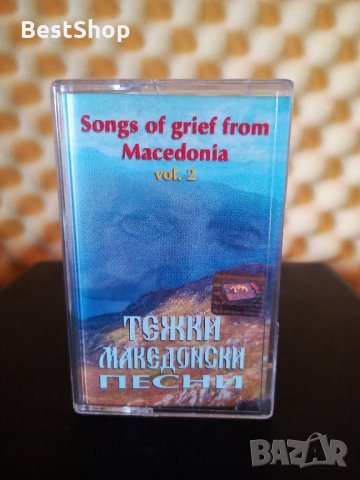 BestShop
Songs of grief from
Macedonia
vol. 2
ТЕЖКИ
МАКЕДОНСКИ
ПЕСНИ
BAZAR